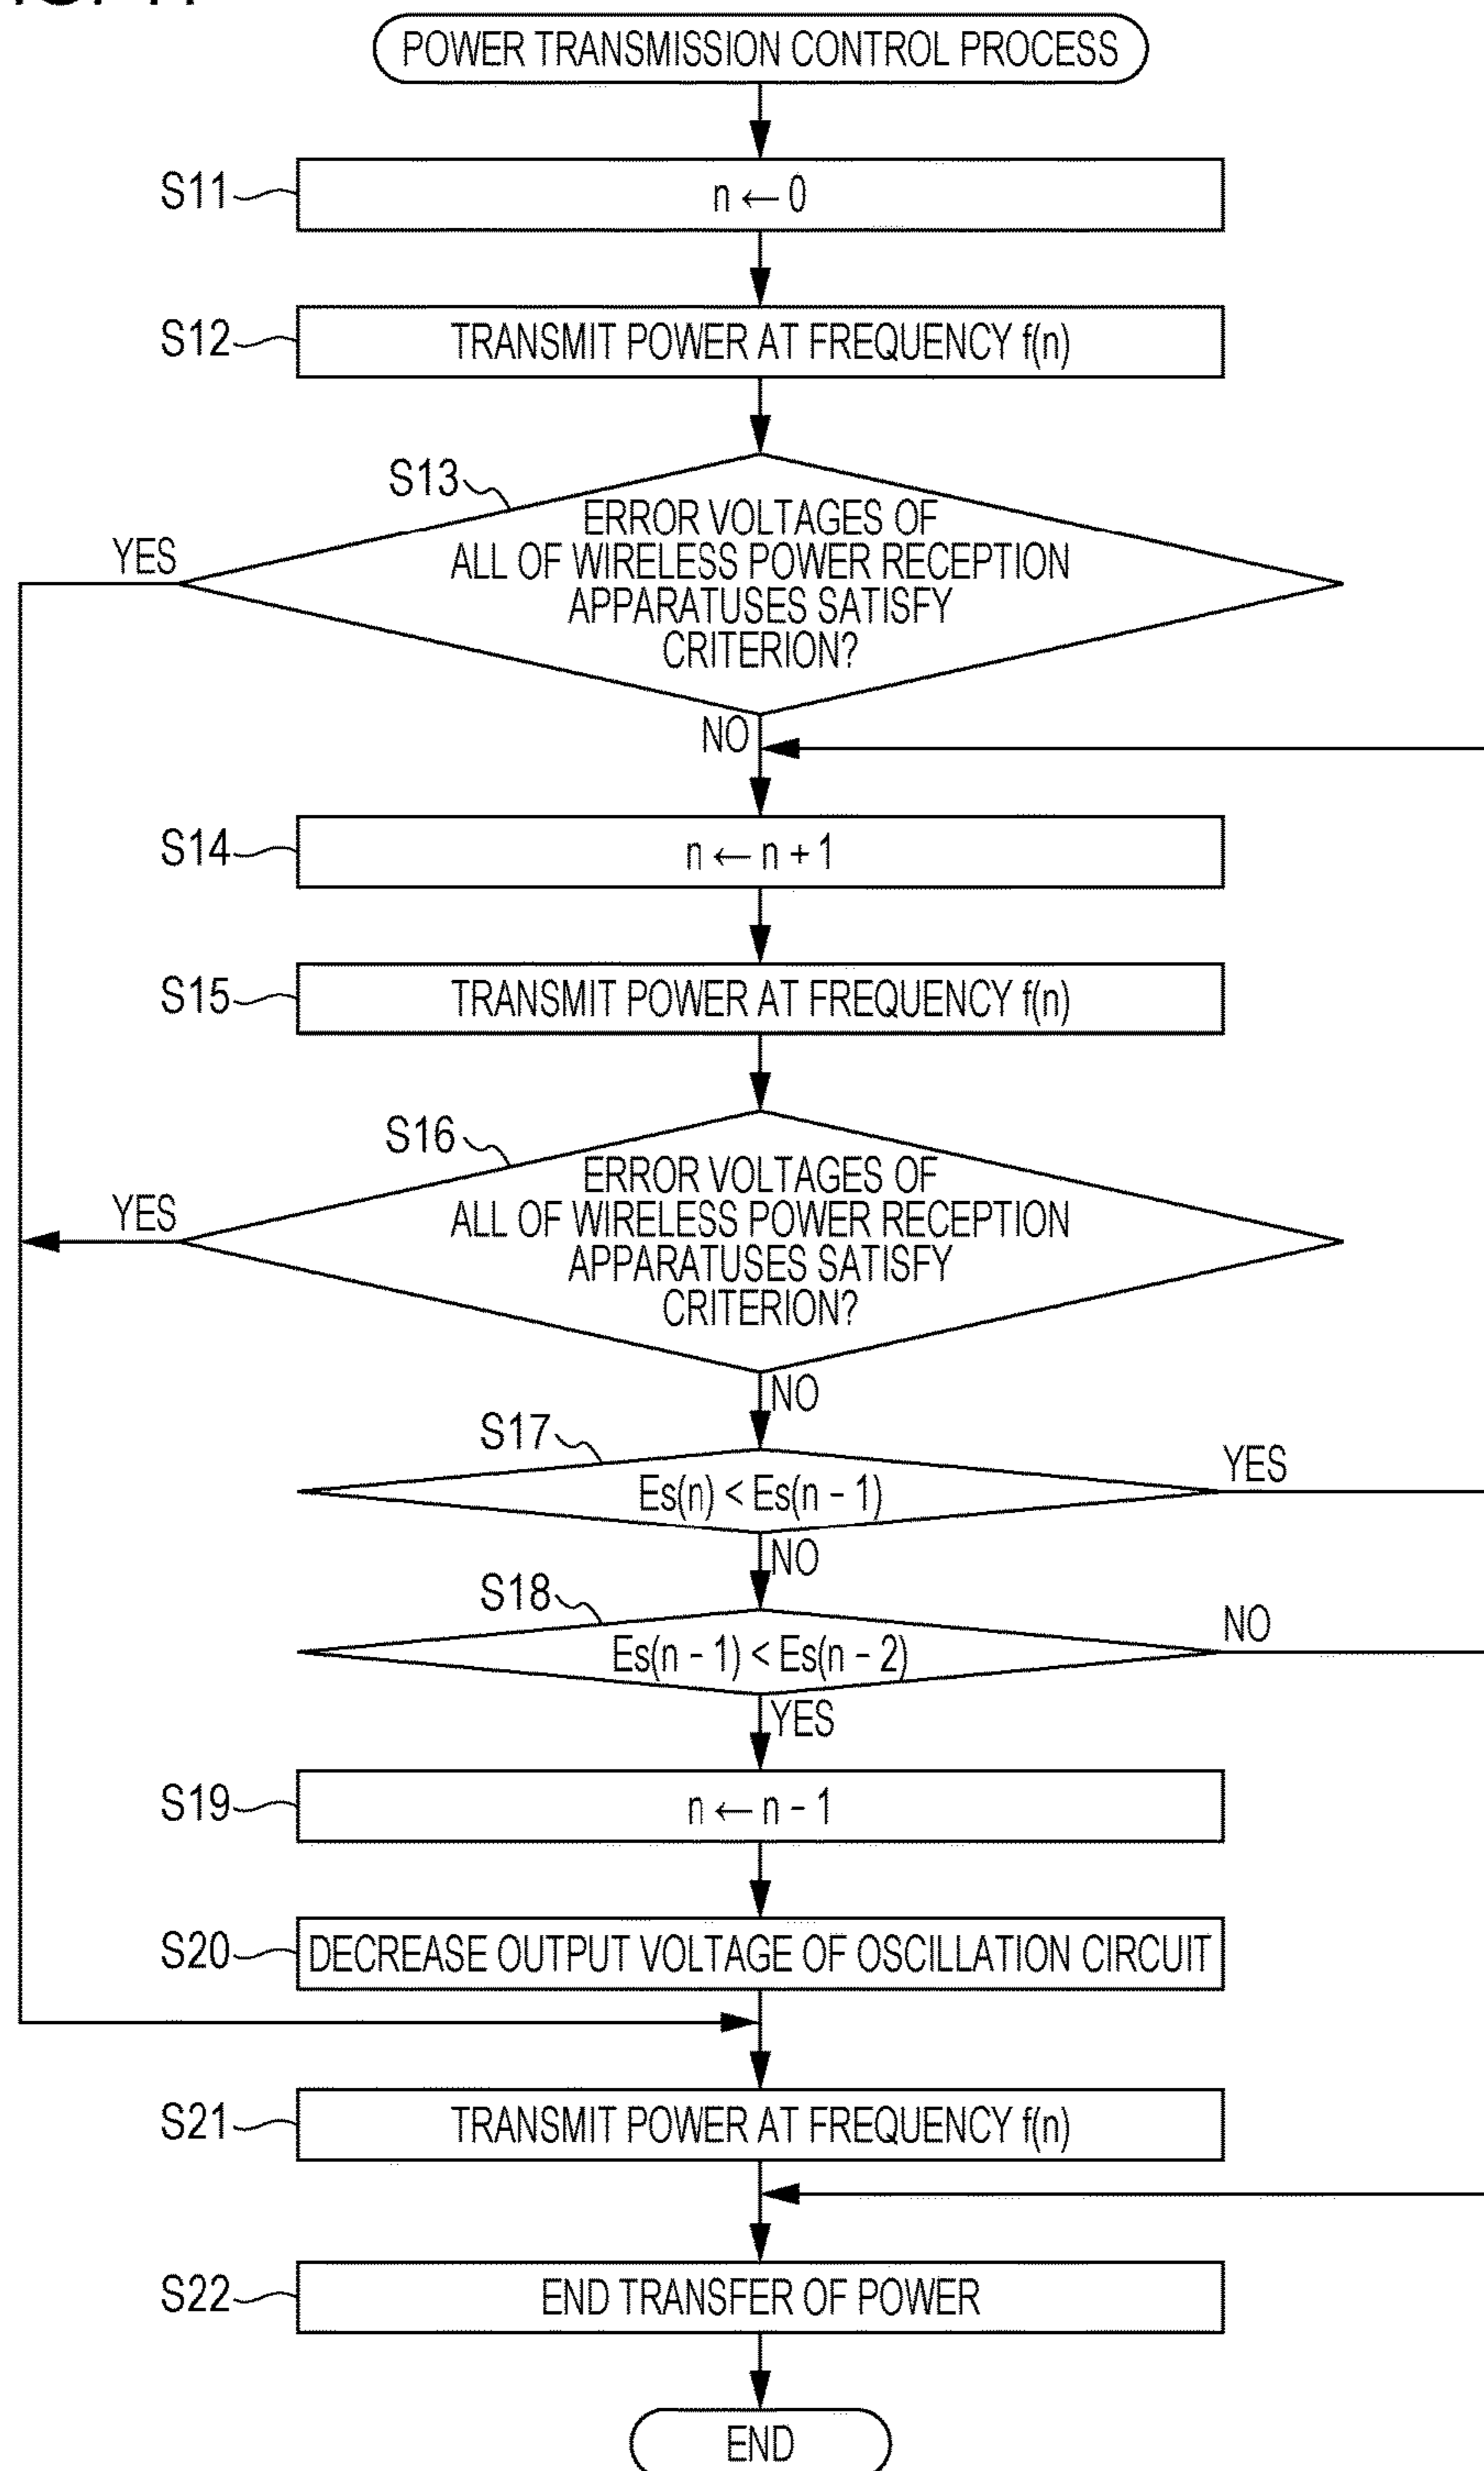 POWER TRANSMISSION CONTROL PROCESS
S11
n ← 0
S12
TRANSMIT POWER AT FREQUENCY f(n)
S13
ERROR VOLTAGES OF
ALL OF WIRELESS POWER RECEPTION
APPARATUSES SATISFY
CRITERION?
YES
NO
S14
n ← n + 1
S15
TRANSMIT POWER AT FREQUENCY f(n)
S16
ERROR VOLTAGES OF
ALL OF WIRELESS POWER RECEPTION
APPARATUSES SATISFY
CRITERION?
YES
NO
S17
Es(n) < Es(n − 1)
YES
NO
S18
Es(n − 1) < Es(n − 2)
NO
YES
S19
n ← n − 1
S20
DECREASE OUTPUT VOLTAGE OF OSCILLATION CIRCUIT
S21
TRANSMIT POWER AT FREQUENCY f(n)
S22
END TRANSFER OF POWER
END